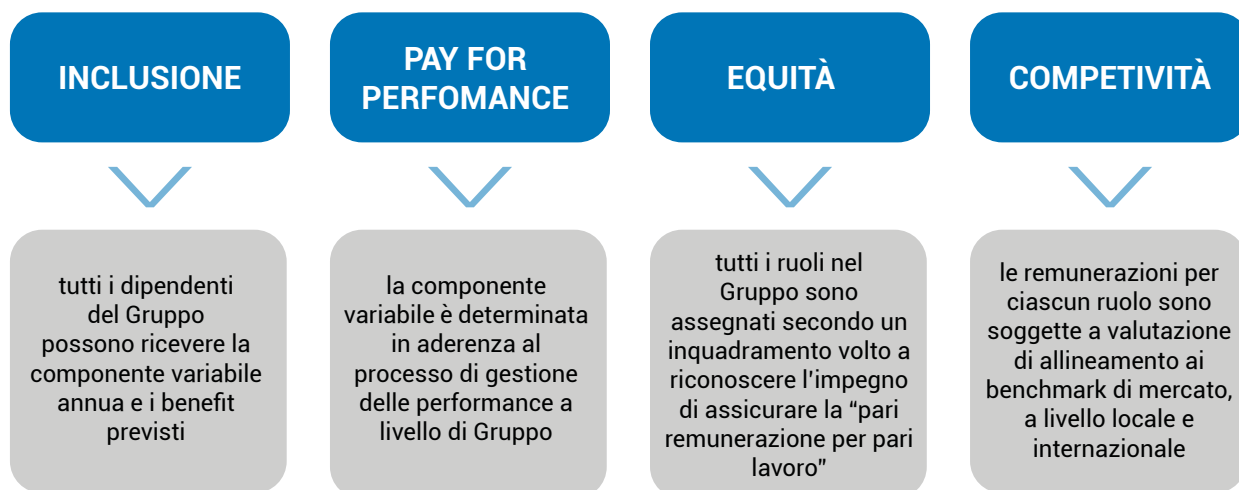 INCLUSIONE
tutti i dipendenti
del Gruppo
possono ricevere la
componente variabile
annua e i benefit
previsti
PAY FOR
PERFOMANCE
la componente
variabile è determinata
in aderenza al
processo di gestione
delle performance a
livello di Gruppo
EQUITÀ
tutti i ruoli nel
Gruppo sono
assegnati secondo un
inquadramento volto a
riconoscere l’impegno
di assicurare la “pari
remunerazione per pari
lavoro”
COMPETIVITÀ
le remunerazioni per
ciascun ruolo sono
soggette a valutazione
di allineamento ai
benchmark di mercato,
a livello locale e
internazionale